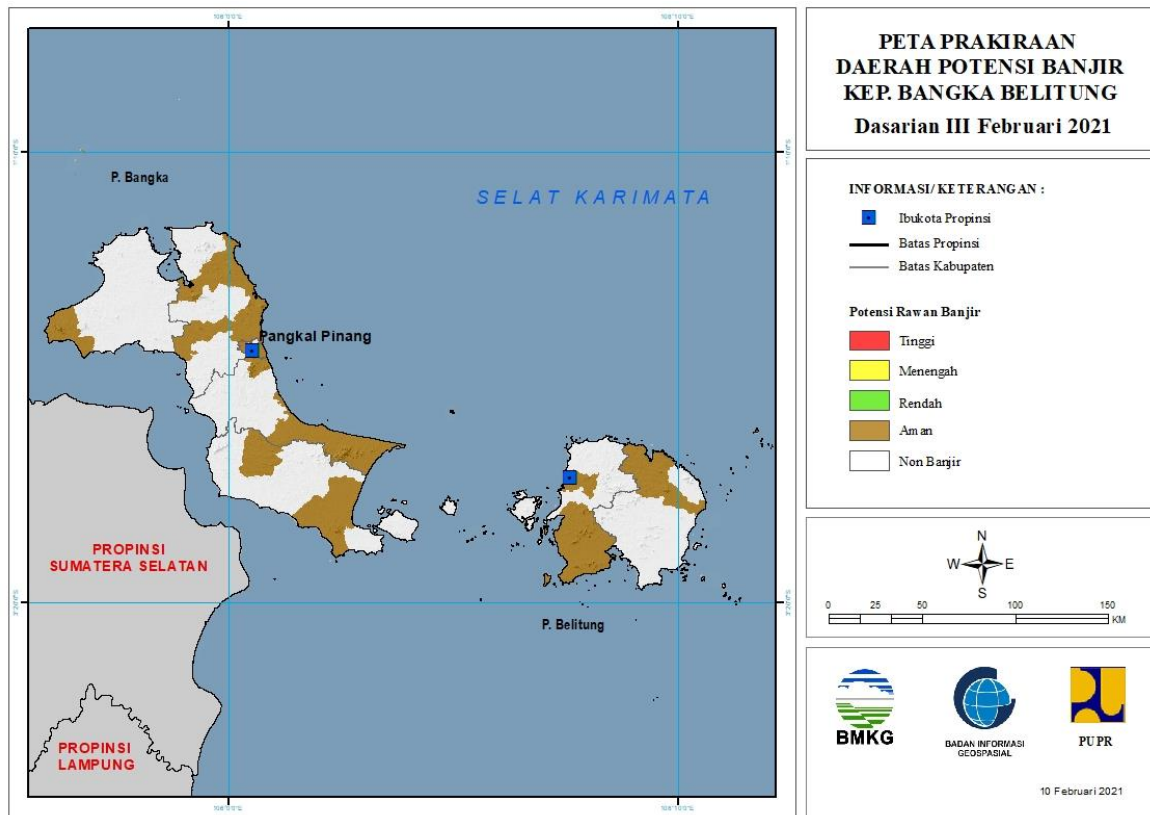 PETA PRAKIRAAN
DAERAH POTENSI BANJIR
KEP. BANGKA BELITUNG
Dasarian III Februari 2021
P. Bangka
SELAT KARIMATA
Pangkal Pinang
PROPINSI
SUMATERA SELATAN
P. Belitung
PROPINSI
LAMPUNG
INFORMASI/ KETERANGAN :
Ibukota Propinsi
Batas Propinsi
Batas Kabupaten
Potensi Rawan Banjir
Tinggi
Menengah
Rendah
Aman
Non Banjir
N
W E
S
0 25 50 100 150
KM
BMKG
BADAN INFORMASI
GEOSPASIAL
PUPR
10 Februari 2021